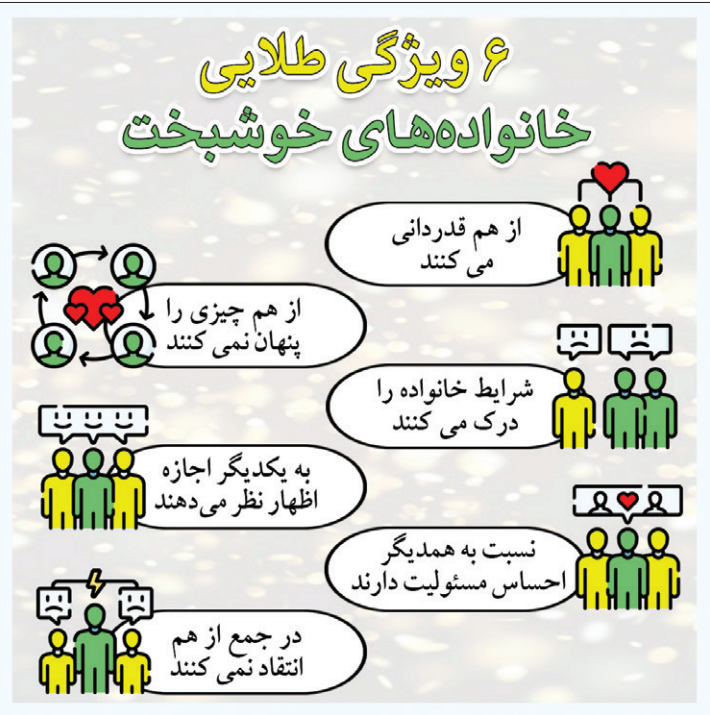 ۶ ویژگی طلایی
خانواده‌های خوشبخت
از هم قدردانی
می کنند
از هم چیزی را
پنهان نمی کنند
شرایط خانواده را
درک می کنند
به یکدیگر اجازه
اظهار نظر می‌دهند
نسبت به همدیگر
احساس مسئولیت دارند
در جمع از هم
انتقاد نمی کنند